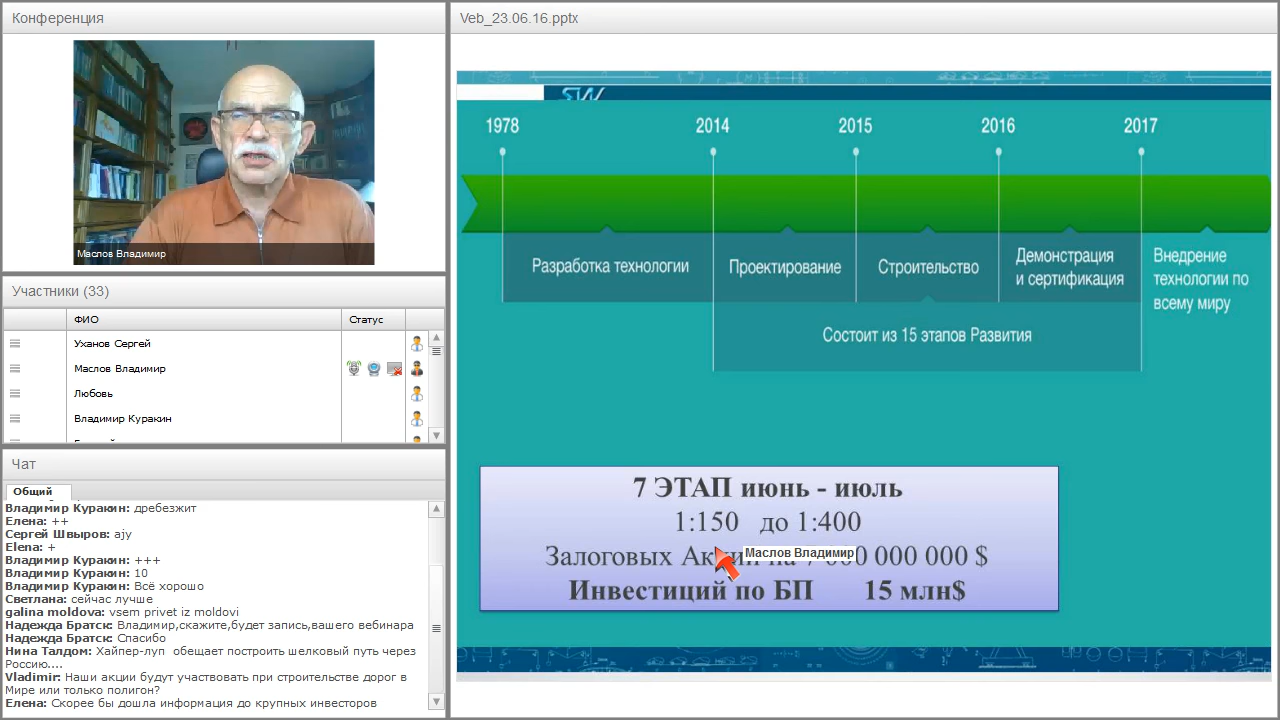 Конференция
Маслов Владимир
Участники (33)
ФИО Статус
Уханов Сергей
Маслов Владимир
Любовь
Владимир Куракин
Чат
Общий
Владимир Куракин: дребезжит
Елена: ++
Сергей Швыров: ajy
Elena: +
Владимир Куракин: +++
Владимир Куракин: 10
Владимир Куракин: Всё хорошо
Светлана: сейчас лучше
galina moldova: vsem privet iz moldovi
Надежда Братск: Владимир,скажите,будет запись,вашего вебинара
Надежда Братск: Спасибо
Нина Талдом: Хайпер-луп обещает построить шелковый путь через
Россию....
Vladimir: Наши акции будут участвовать при строительстве дорог в
Мире или только полигон?
Елена: Скорее бы дошла информация до крупных инвесторов
Veb_23.06.16.pptx
1978 2014 2015 2016 2017
Разработка технологии
Проектирование
Строительство
Демонстрация
и сертификация
Внедрение
технологии по
всему миру
Состоит из 15 этапов Развития
7 ЭТАП июнь - июль
1:150 до 1:400
Залоговых 000 000 $
Маслов Владимир
Инвестиций по БП 15 млн$